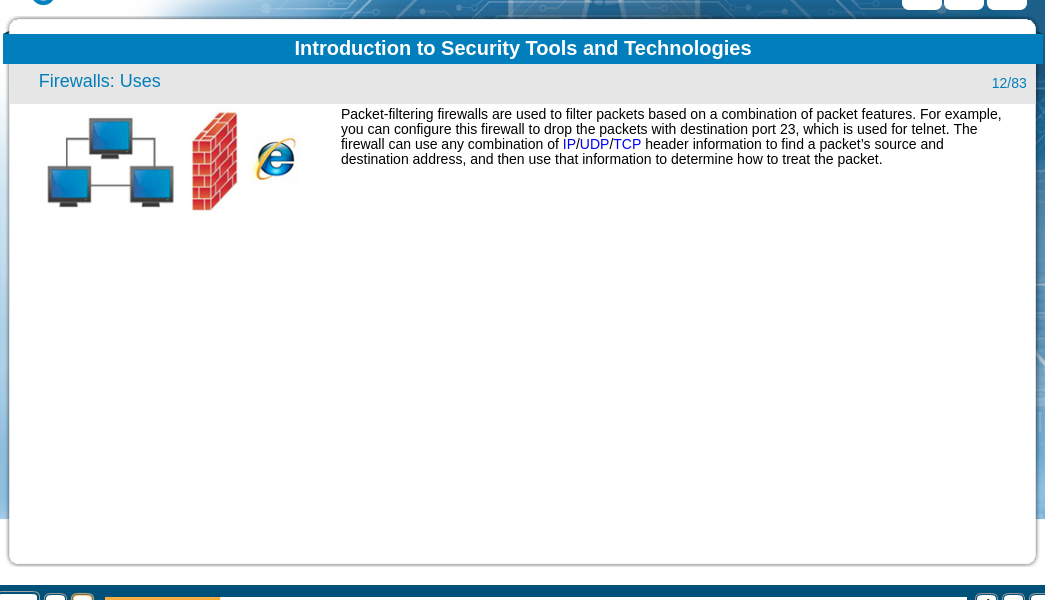 Introduction to Security Tools and Technologies
Firewalls: Uses
12/83
Packet-filtering firewalls are used to filter packets based on a combination of packet features. For example,
you can configure this firewall to drop the packets with destination port 23, which is used for telnet. The
firewall can use any combination of IP/UDP/TCP header information to find a packet’s source and
destination address, and then use that information to determine how to treat the packet.